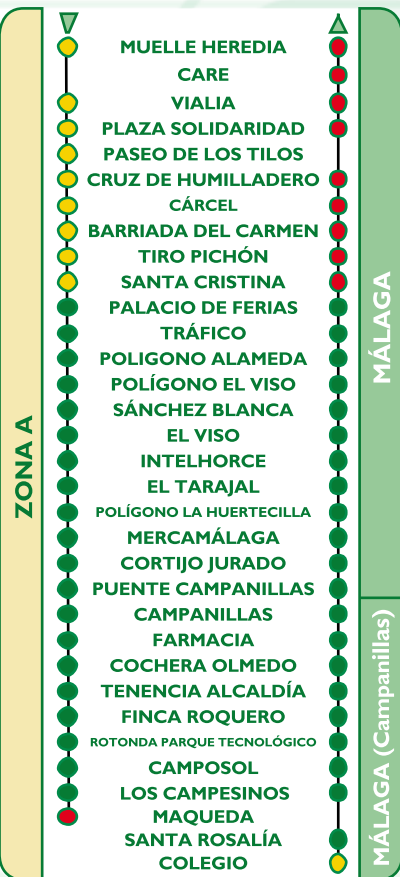 ZONA A
MUELLE HEREDIA
CARE
VIALIA
PLAZA SOLIDARIDAD
PASEO DE LOS TILOS
CRUZ DE HUMILLADERO
CÁRCEL
BARRIADA DEL CARMEN
TIRO PICHÓN
SANTA CRISTINA
PALACIO DE FERIAS
TRÁFICO
POLIGONO ALAMEDA
POLÍGONO EL VISO
SÁNCHEZ BLANCA
EL VISO
INTELHORCE
EL TARAJAL
POLÍGONO LA HUERTECILLA
MERCAMÁLAGA
CORTIJO JURADO
PUENTE CAMPANILLAS
CAMPANILLAS
FARMACIA
COCHERA OLMEDO
TENENCIA ALCALDÍA
FINCA ROQUERO
ROTONDA PARQUE TECNOLÓGICO
CAMPOSOL
LOS CAMPESINOS
MAQUEDA
SANTA ROSALÍA
COLEGIO
MÁLAGA
MÁLAGA (Campanillas)